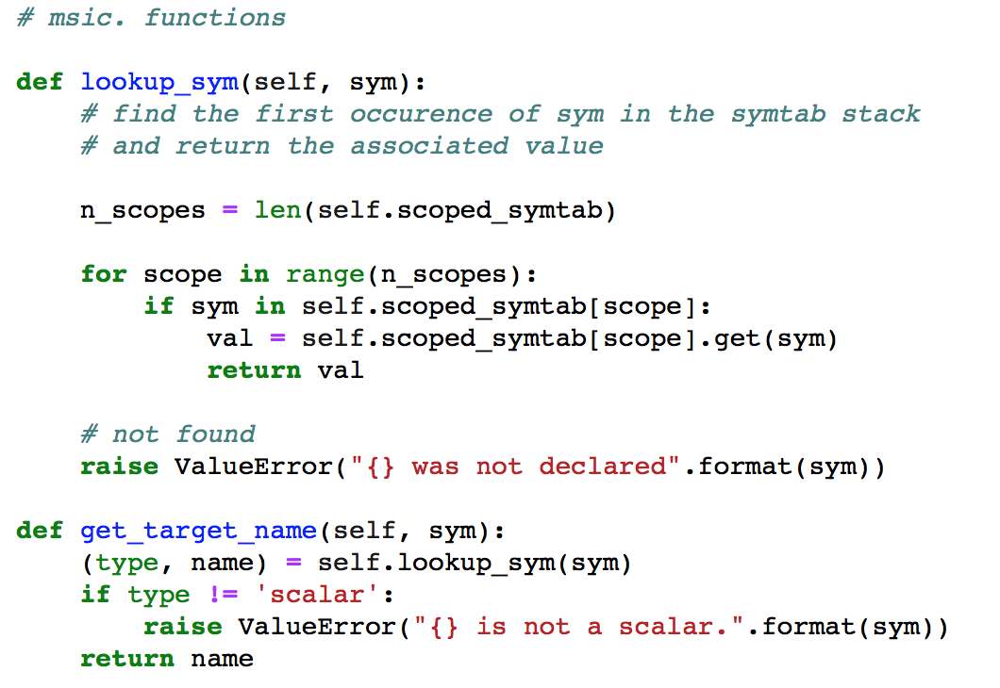 # msic. functions
def lookup_sym(self, sym):
    # find the first occurence of sym in the symtab stack
    # and return the associated value
    n_scopes = len(self.scoped_symtab)
    for scope in range(n_scopes):
        if sym in self.scoped_symtab[scope]:
            val = self.scoped_symtab[scope].get(sym)
            return val
    # not found
    raise ValueError("{} was not declared".format(sym))
def get_target_name(self, sym):
    (type, name) = self.lookup_sym(sym)
    if type != 'scalar':
        raise ValueError("{} is not a scalar.".format(sym))
    return name